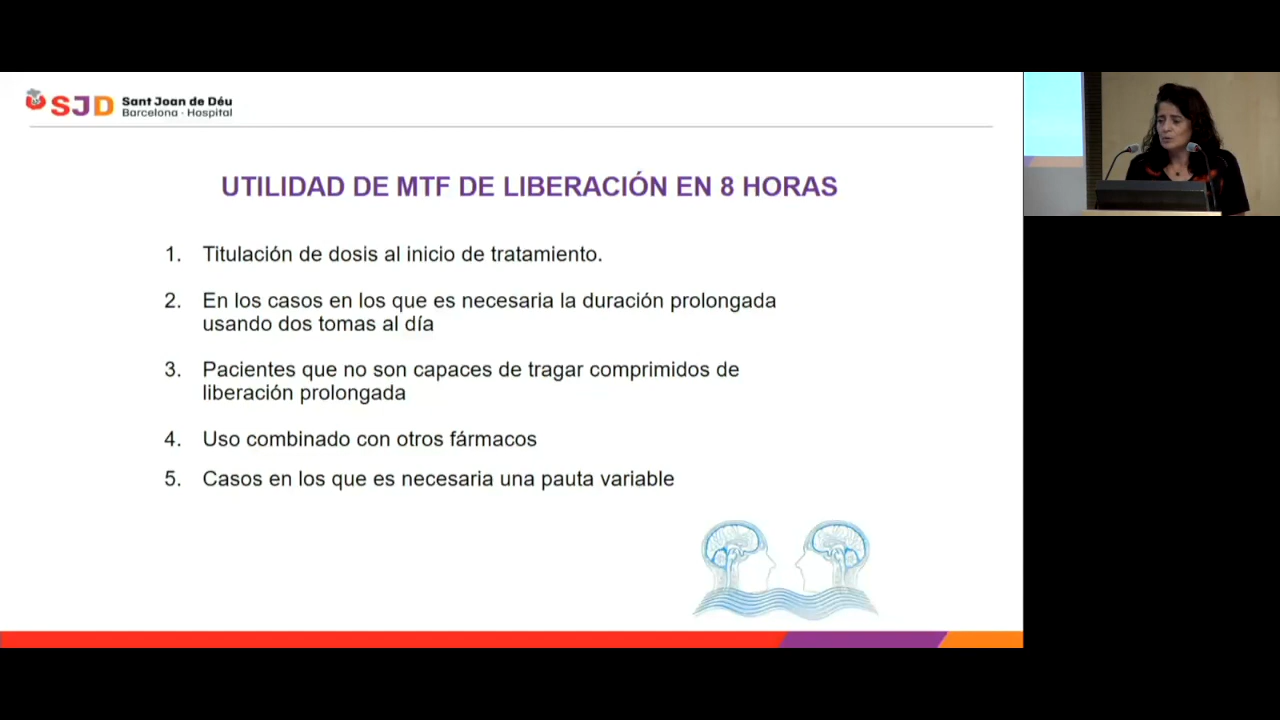 SJD Sant Joan de Déu
Barcelona · Hospital
UTILIDAD DE MTF DE LIBERACIÓN EN 8 HORAS
1. Titulación de dosis al inicio de tratamiento.
2. En los casos en los que es necesaria la duración prolongada
usando dos tomas al día
3. Pacientes que no son capaces de tragar comprimidos de
liberación prolongada
4. Uso combinado con otros fármacos
5. Casos en los que es necesaria una pauta variable